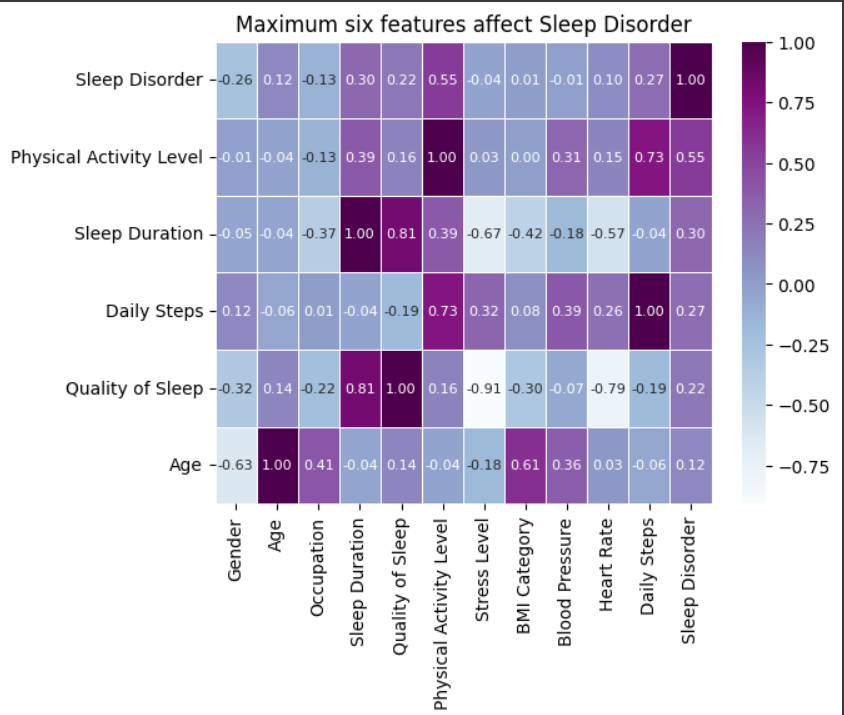 Maximum six features affect Sleep Disorder
Sleep Disorder -0.26 0.12 -0.13 0.30 0.22 0.55 -0.04 0.01 -0.01 0.10 0.27 1.00
Physical Activity Level -0.01 -0.04 -0.13 0.39 0.16 1.00 0.03 0.00 0.31 0.15 0.73 0.55
Sleep Duration -0.05 -0.04 -0.37 1.00 0.81 0.39 -0.67 -0.42 -0.18 -0.57 -0.04 0.30
Daily Steps 0.12 -0.06 0.01 -0.04 -0.19 0.73 0.32 0.08 0.39 0.26 1.00 0.27
Quality of Sleep -0.32 0.14 -0.22 0.81 1.00 0.16 -0.91 -0.30 -0.07 -0.79 -0.19 0.22
Age -0.63 1.00 0.41 -0.04 0.14 -0.04 -0.18 0.61 0.36 0.03 -0.06 0.12
Gender
Age
Occupation
Sleep Duration
Quality of Sleep
Physical Activity Level
Stress Level
BMI Category
Blood Pressure
Heart Rate
Daily Steps
Sleep Disorder
1.00
0.75
0.50
0.25
0.00
−0.25
−0.50
−0.75